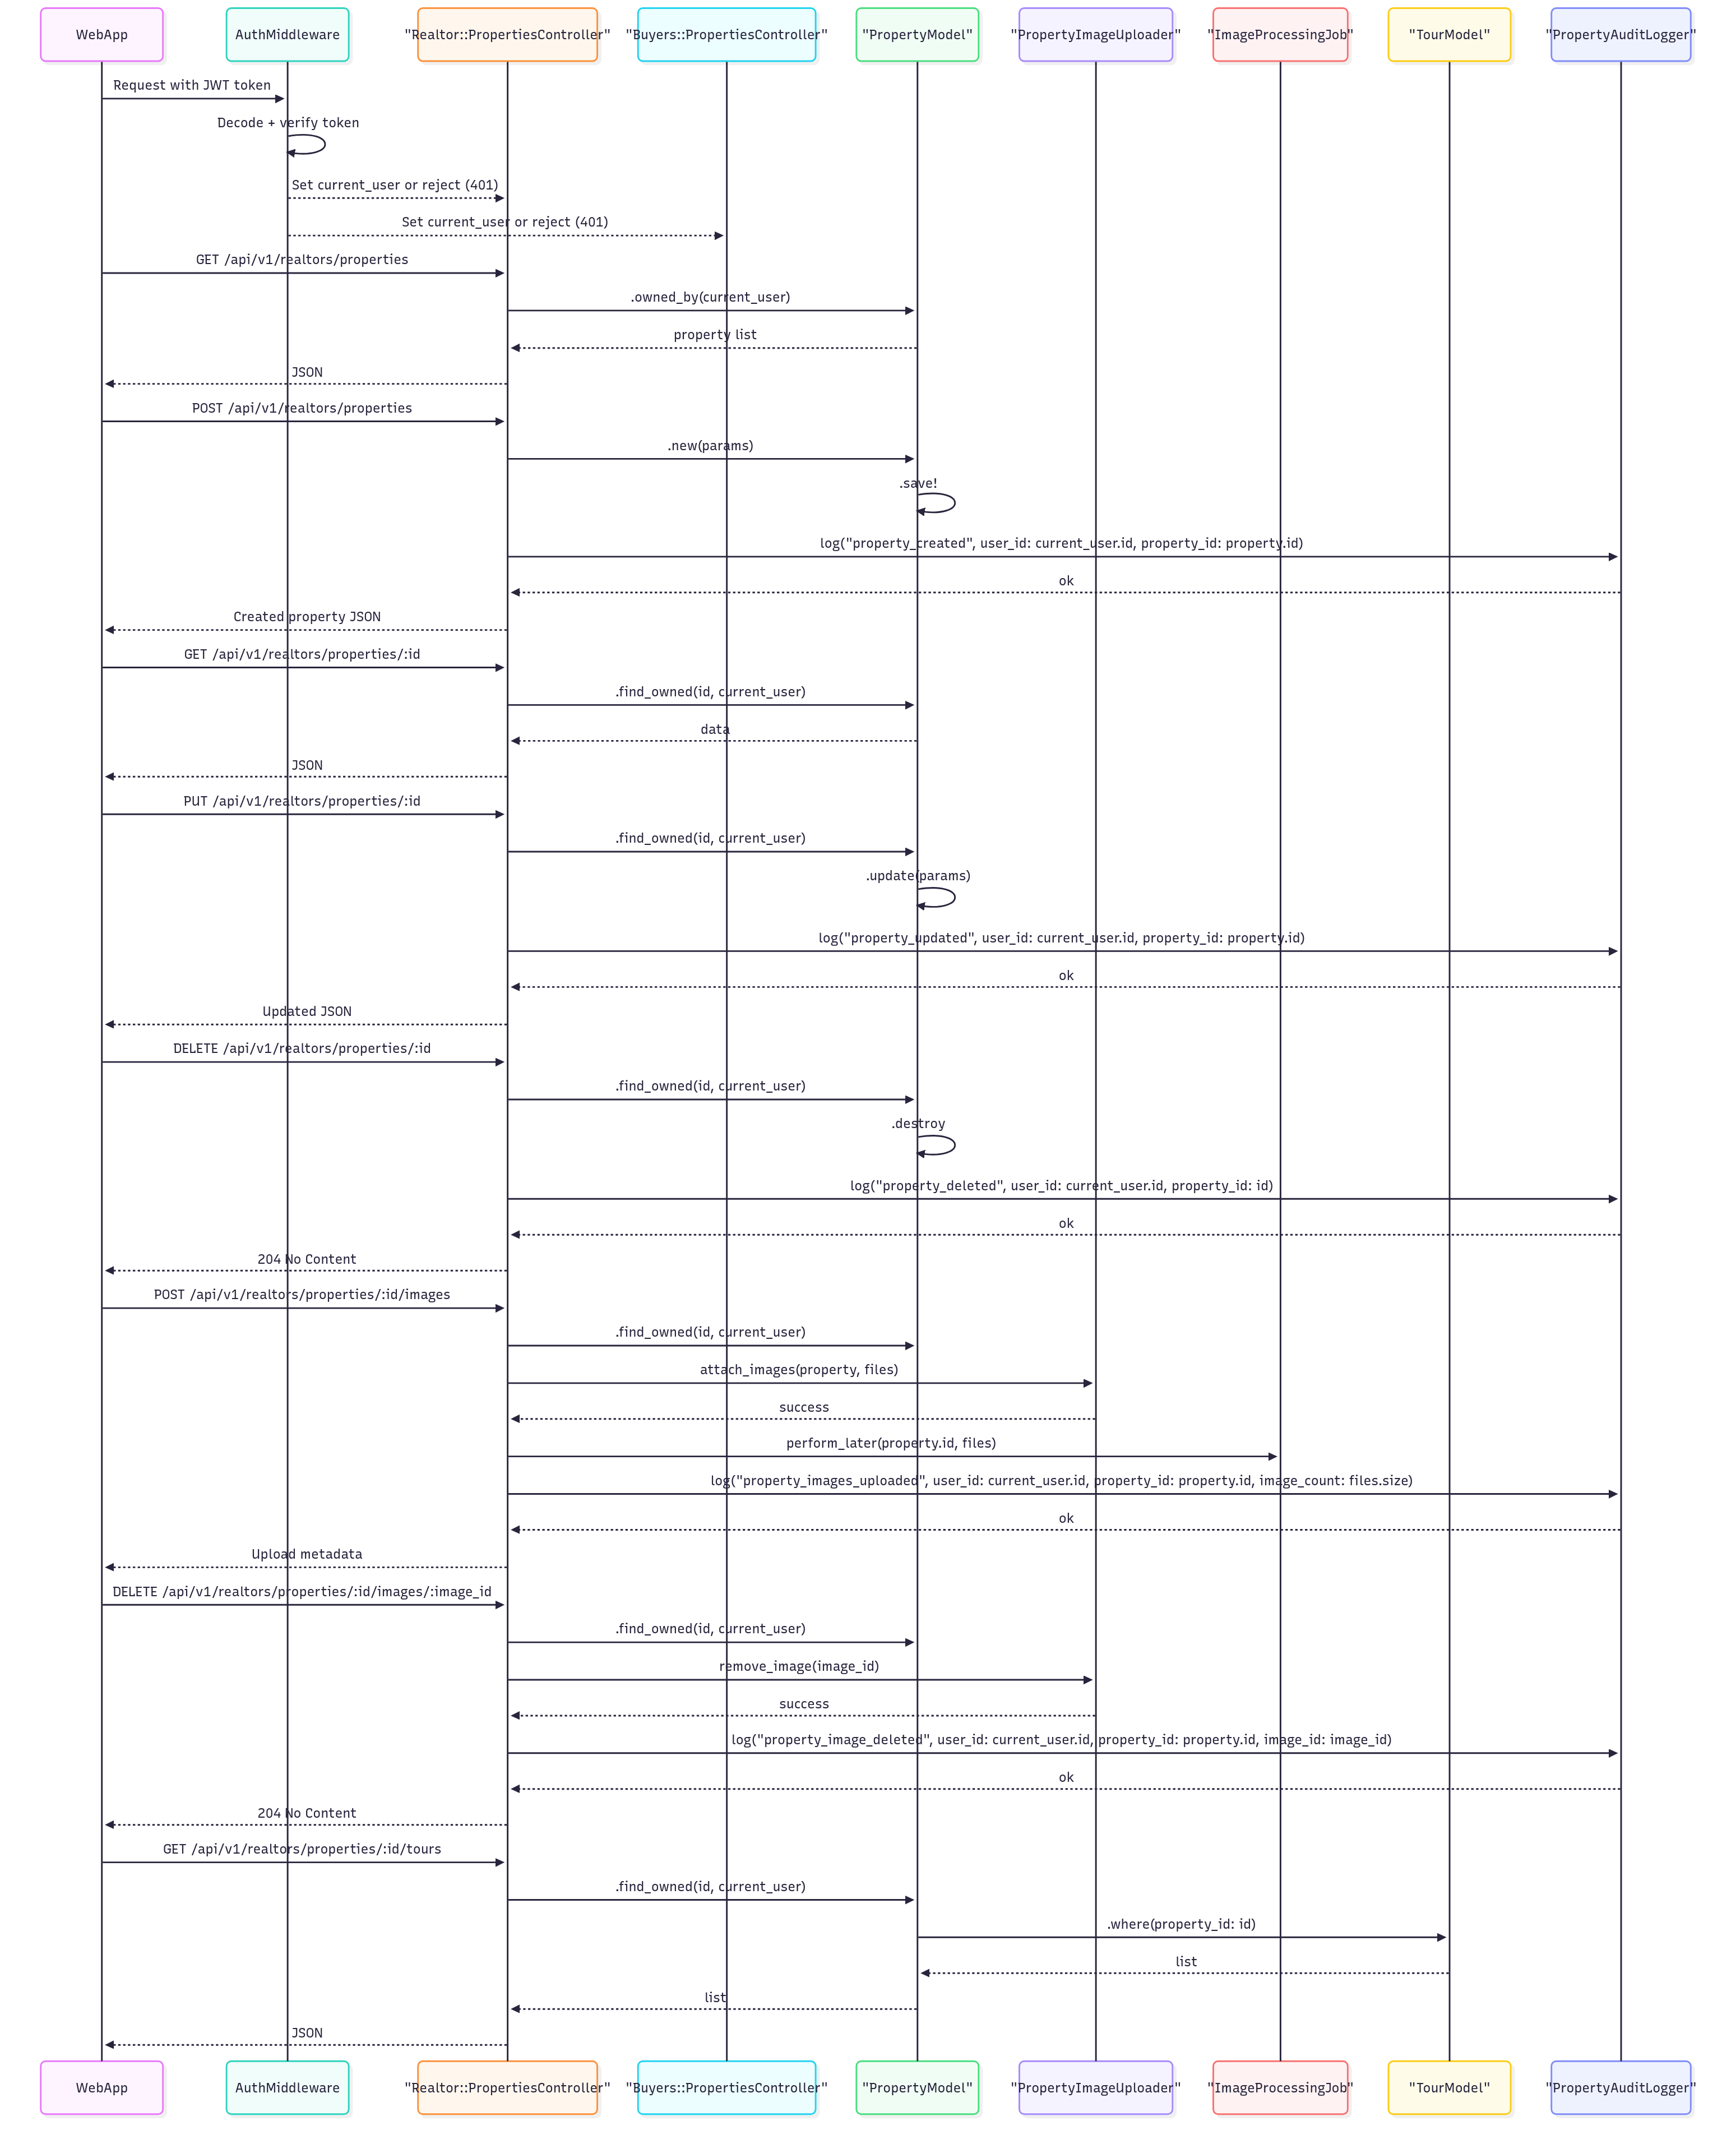 WebApp
AuthMiddleware
"Realtor::PropertiesController"
"Buyers::PropertiesController"
"PropertyModel"
"PropertyImageUploader"
"ImageProcessingJob"
"TourModel"
"PropertyAuditLogger"
Request with JWT token
Decode + verify token
Set current_user or reject (401)
Set current_user or reject (401)
GET /api/v1/realtors/properties
.owned_by(current_user)
property list
JSON
POST /api/v1/realtors/properties
.new(params)
.save!
log("property_created", user_id: current_user.id, property_id: property.id)
ok
Created property JSON
GET /api/v1/realtors/properties/:id
.find_owned(id, current_user)
data
JSON
PUT /api/v1/realtors/properties/:id
.find_owned(id, current_user)
.update(params)
log("property_updated", user_id: current_user.id, property_id: property.id)
ok
Updated JSON
DELETE /api/v1/realtors/properties/:id
.find_owned(id, current_user)
.destroy
log("property_deleted", user_id: current_user.id, property_id: id)
ok
204 No Content
POST /api/v1/realtors/properties/:id/images
.find_owned(id, current_user)
attach_images(property, files)
success
perform_later(property.id, files)
log("property_images_uploaded", user_id: current_user.id, property_id: property.id, image_count: files.size)
ok
Upload metadata
DELETE /api/v1/realtors/properties/:id/images/:image_id
.find_owned(id, current_user)
remove_image(image_id)
success
log("property_image_deleted", user_id: current_user.id, property_id: property.id, image_id: image_id)
ok
204 No Content
GET /api/v1/realtors/properties/:id/tours
.find_owned(id, current_user)
.where(property_id: id)
list
list
JSON
WebApp
AuthMiddleware
"Realtor::PropertiesController"
"Buyers::PropertiesController"
"PropertyModel"
"PropertyImageUploader"
"ImageProcessingJob"
"TourModel"
"PropertyAuditLogger"